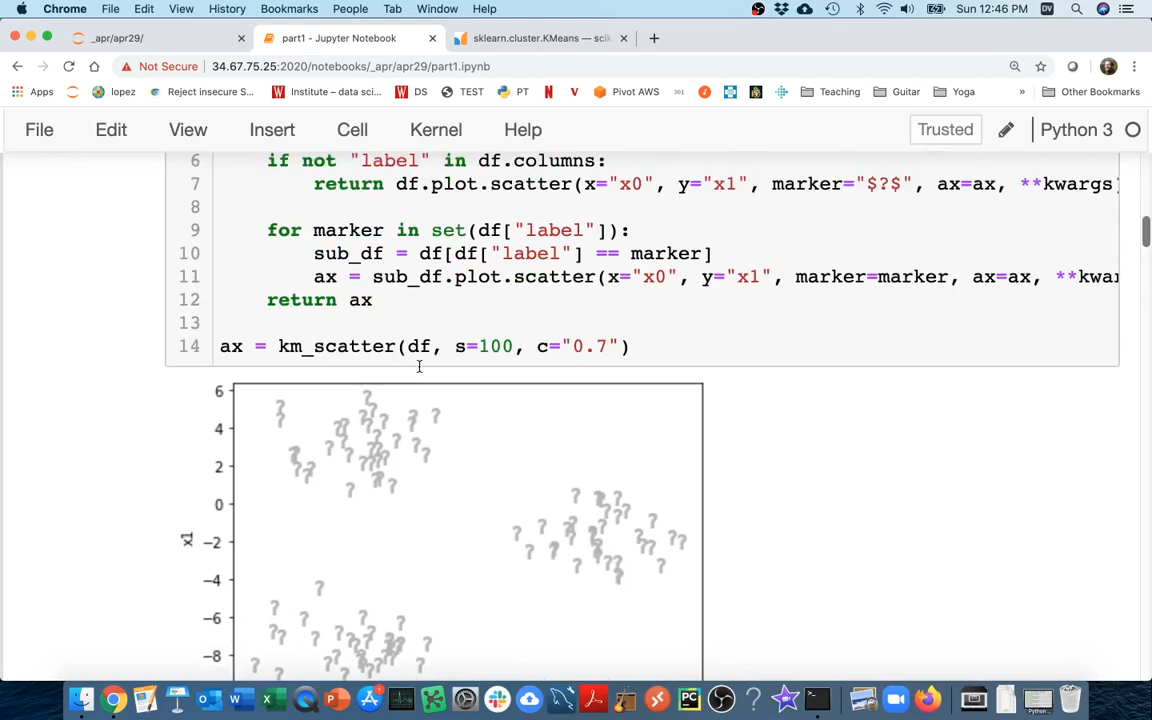 Chrome File Edit View History Bookmarks People Tab Window Help Sun 12:46 PM DV
_apr/apr29/ part1 - Jupyter Notebook sklearn.cluster.KMeans — scik
Not Secure 34.67.75.25:2020/notebooks/_apr/apr29/part1.ipynb
Apps lopez Reject insecure S... Institute – data sci... DS TEST PT Pivot AWS 301 Teaching Guitar Yoga » Other Bookmarks
File Edit View Insert Cell Kernel Help Trusted Python 3
6 if not "label" in df.columns:
7 return df.plot.scatter(x="x0", y="x1", marker="$?$", ax=ax, **kwargs)
8
9 for marker in set(df["label"]):
10 sub_df = df[df["label"] == marker]
11 ax = sub_df.plot.scatter(x="x0", y="x1", marker=marker, ax=ax, **kwar
12 return ax
13
14 ax = km_scatter(df, s=100, c="0.7")
6
4
2
0
−2
−4
−6
−8
x1